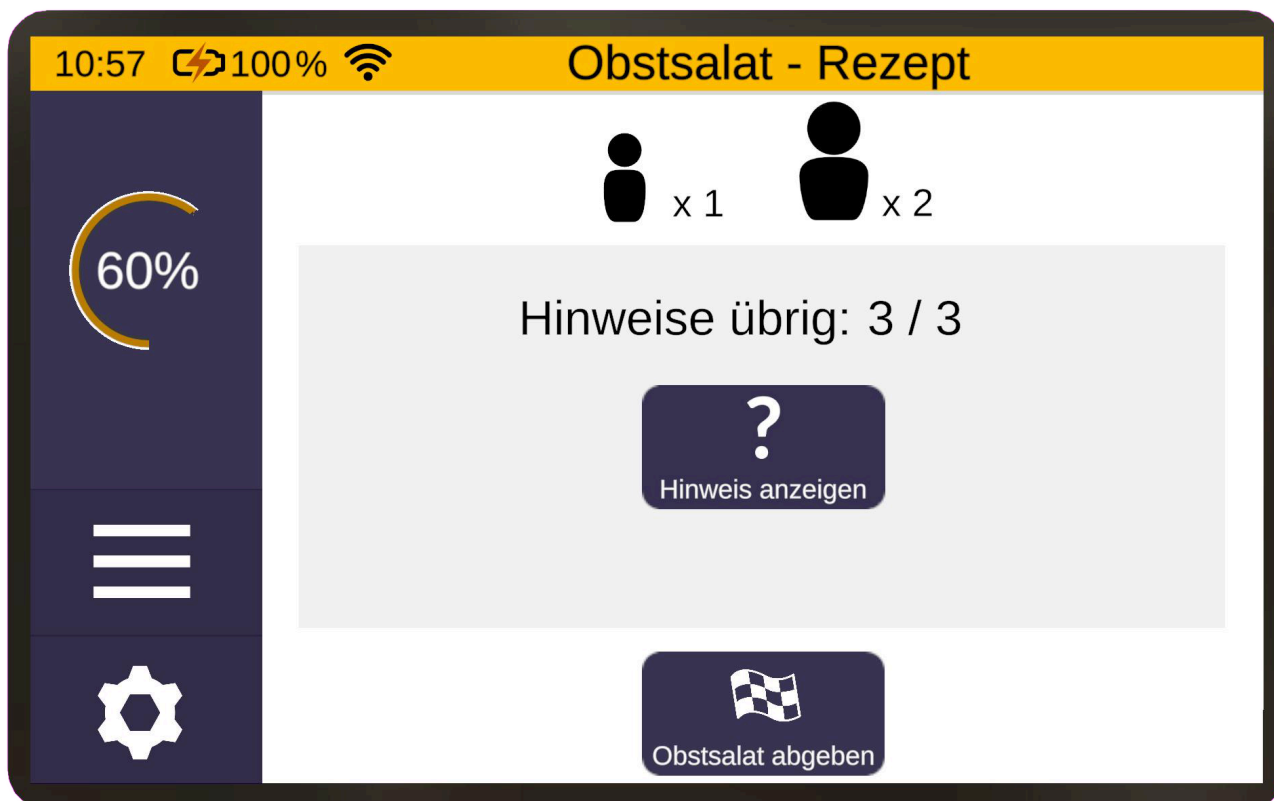 10:57 100% Obstsalat - Rezept
x 1 x 2
60%
Hinweise übrig: 3 / 3
?
Hinweis anzeigen
Obstsalat abgeben